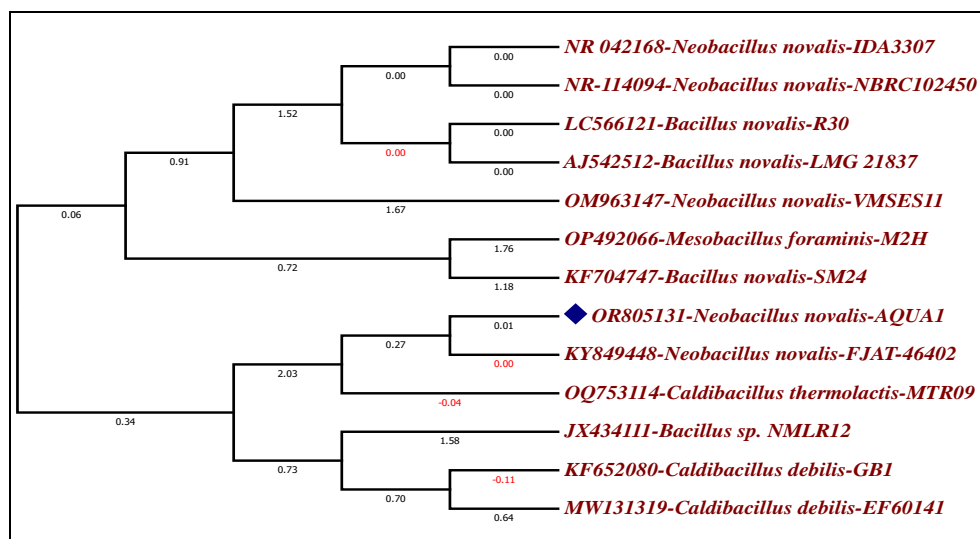 NR 042168-Neobacillus novalis-IDA3307
0.00
0.00
NR-114094-Neobacillus novalis-NBRC102450
0.00
1.52
LC566121-Bacillus novalis-R30
0.00
0.00
AJ542512-Bacillus novalis-LMG 21837
0.91
0.00
OM963147-Neobacillus novalis-VMSES11
0.06
1.67
OP492066-Mesobacillus foraminis-M2H
1.76
0.72
KF704747-Bacillus novalis-SM24
1.18
OR805131-Neobacillus novalis-AQUA1
0.01
0.27
KY849448-Neobacillus novalis-FJAT-46402
0.00
2.03
OQ753114-Caldibacillus thermolactis-MTR09
-0.04
0.34
JX434111-Bacillus sp. NMLR12
1.58
0.73
KF652080-Caldibacillus debilis-GB1
-0.11
0.70
MW131319-Caldibacillus debilis-EF60141
0.64